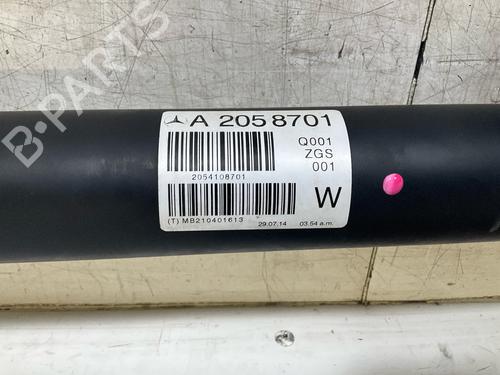 B-PARTS
A 205 8701
Q001
ZGS
001
2054108701
W
(T) MB210401613 29.07.14 03.54 a.m.